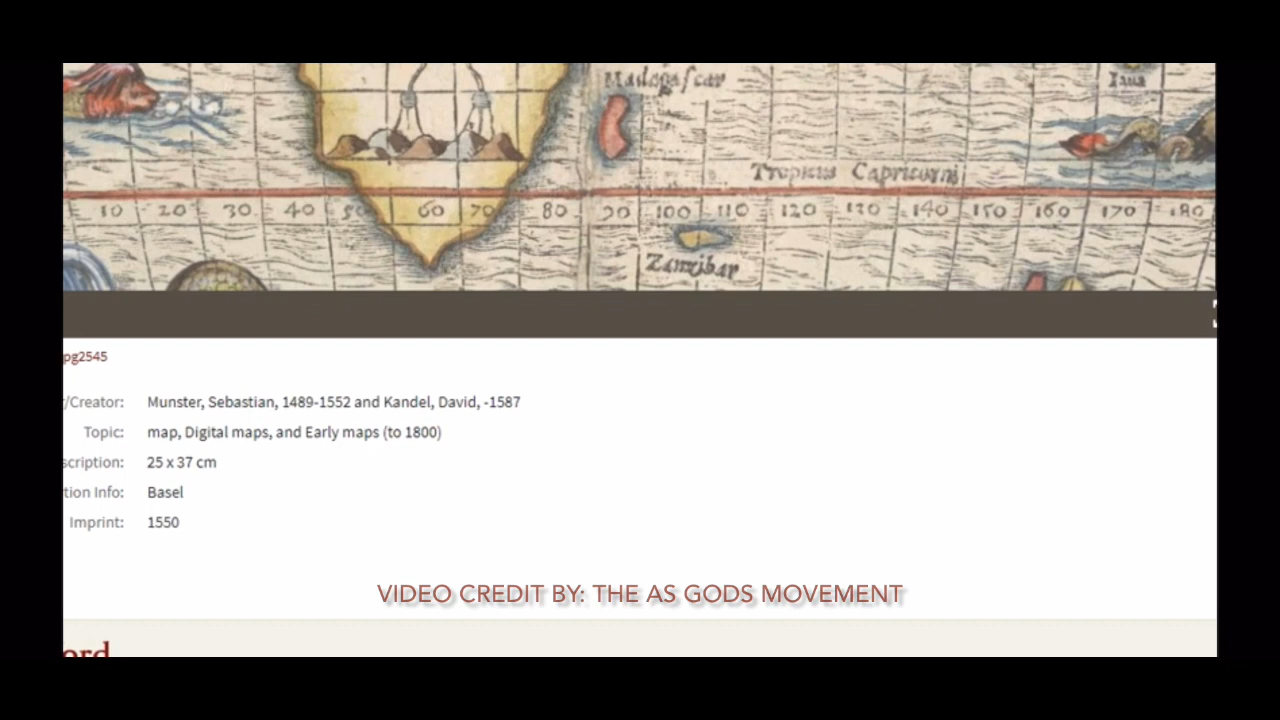 Madagascar
Iaua
Tropicus Capricorni
10 20 30 40 50 60 70 80 90 100 110 120 130 140 150 160 170 180
Zanzibar
pg2545
/Creator: Munster, Sebastian, 1489-1552 and Kandel, David, -1587
Topic: map, Digital maps, and Early maps (to 1800)
scription: 25 x 37 cm
tion Info: Basel
Imprint: 1550
VIDEO CREDIT BY: THE AS GODS MOVEMENT
ord